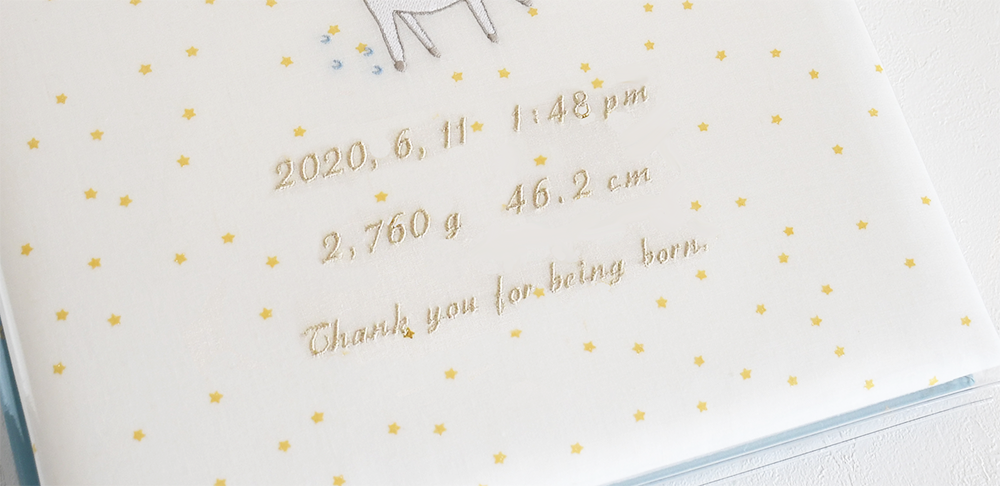 2020, 6, 11 1:48 pm
2,760 g 46.2 cm
Thank you for being born.